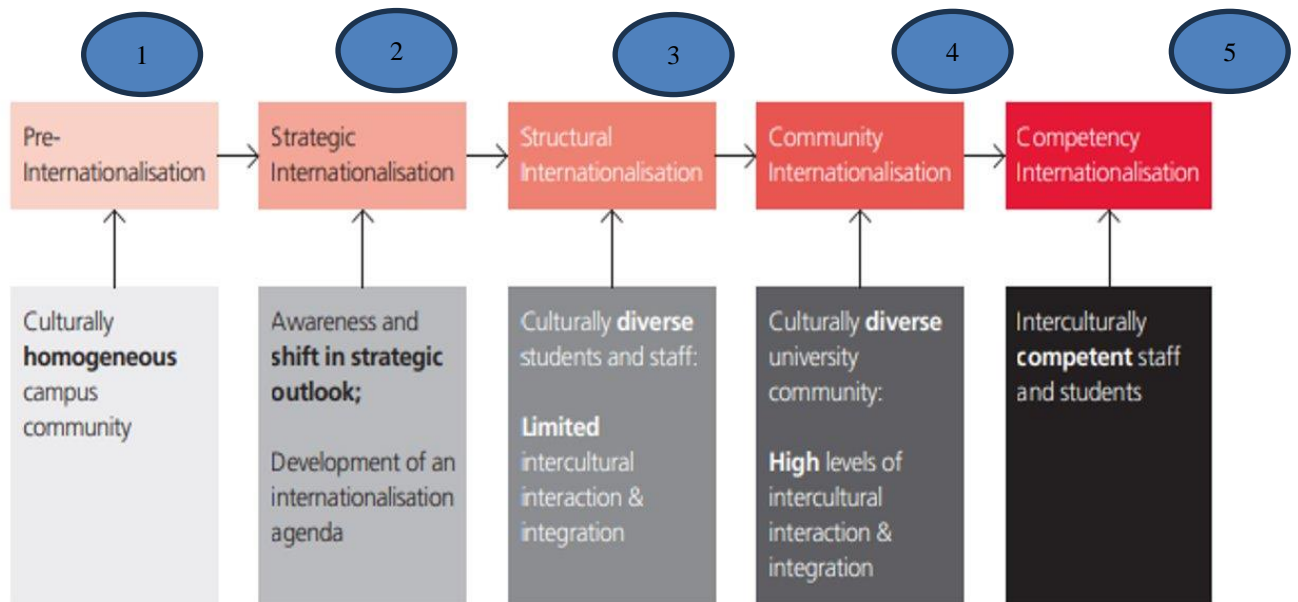 1
2
3
4
5
Pre-
Internationalisation
Strategic
Internationalisation
Structural
Internationalisation
Community
Internationalisation
Competency
Internationalisation
Culturally
homogeneous
campus
community
Awareness and
shift in strategic
outlook;
Development of an
internationalisation
agenda
Culturally diverse
students and staff:
Limited
intercultural
interaction &
integration
Culturally diverse
university
community:
High levels of
intercultural
interaction &
integration
Interculturally
competent staff
and students